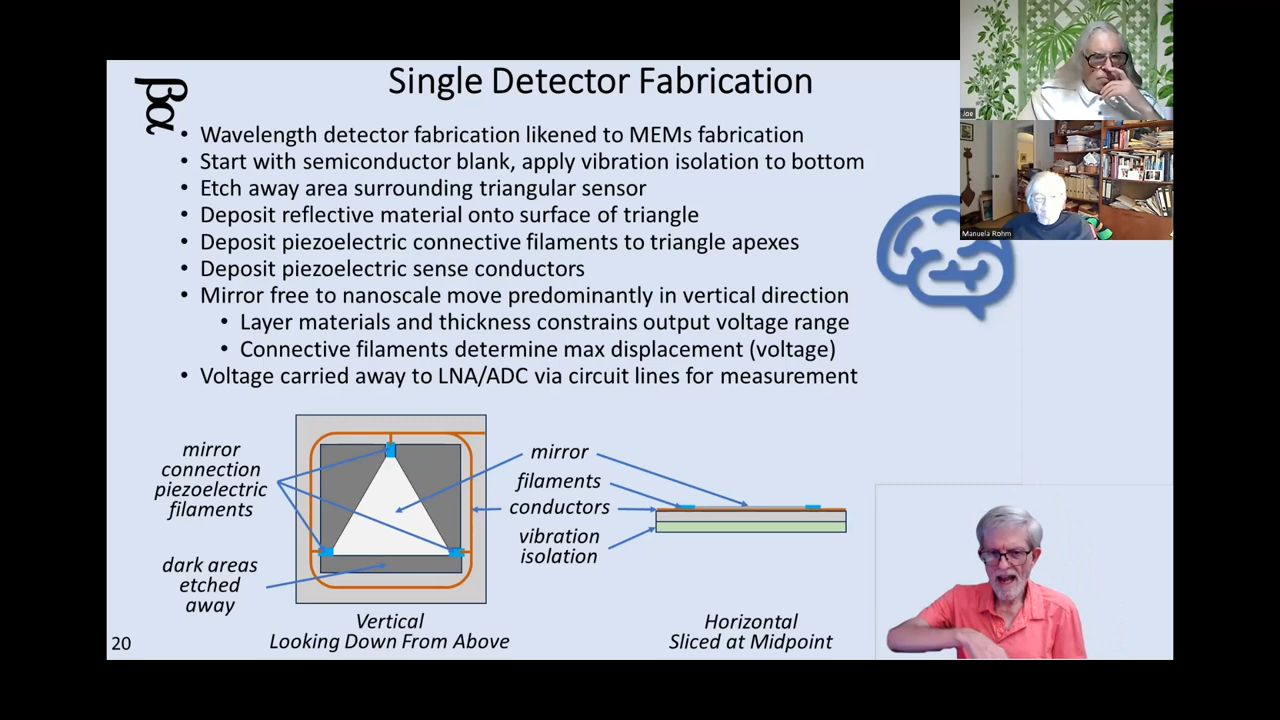 βα
Single Detector Fabrication
• Wavelength detector fabrication likened to MEMs fabrication
• Start with semiconductor blank, apply vibration isolation to bottom
• Etch away area surrounding triangular sensor
• Deposit reflective material onto surface of triangle
• Deposit piezoelectric connective filaments to triangle apexes
• Deposit piezoelectric sense conductors
• Mirror free to nanoscale move predominantly in vertical direction
• Layer materials and thickness constrains output voltage range
• Connective filaments determine max displacement (voltage)
• Voltage carried away to LNA/ADC via circuit lines for measurement
mirror
connection
piezoelectric
filaments
dark areas
etched
away
mirror
filaments
conductors
vibration
isolation
Vertical
Looking Down From Above
Horizontal
Sliced at Midpoint
20
Joe
Manuela Rohm